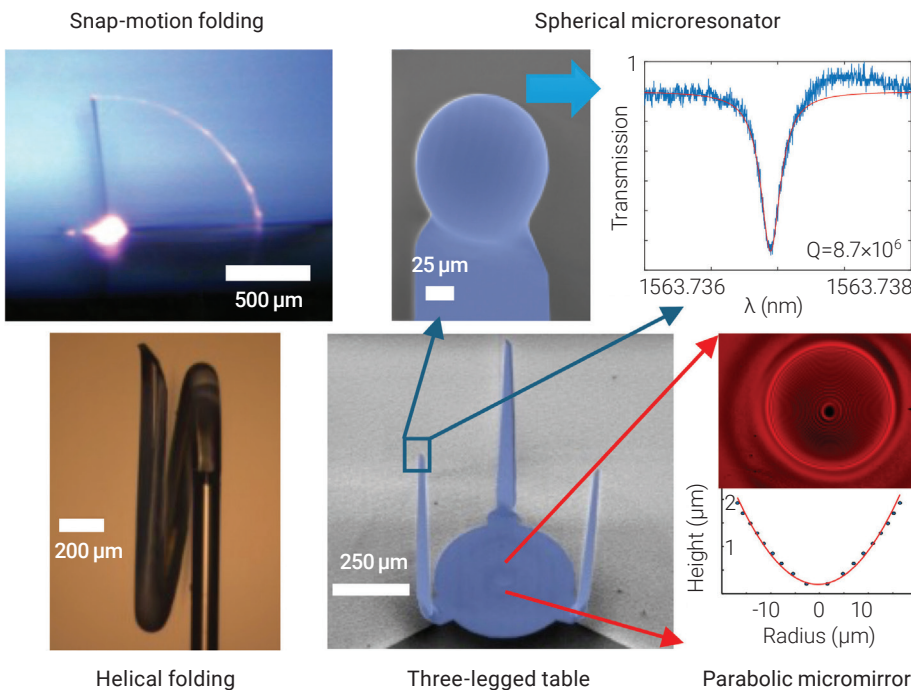 Snap-motion folding
Spherical microresonator
500 µm
25 µm
1
Transmission
Q=8.7×10⁶
1563.736
1563.738
λ (nm)
200 µm
250 µm
2
1
Height (µm)
-10
0
10
Radius (µm)
Helical folding
Three-legged table
Parabolic micromirror